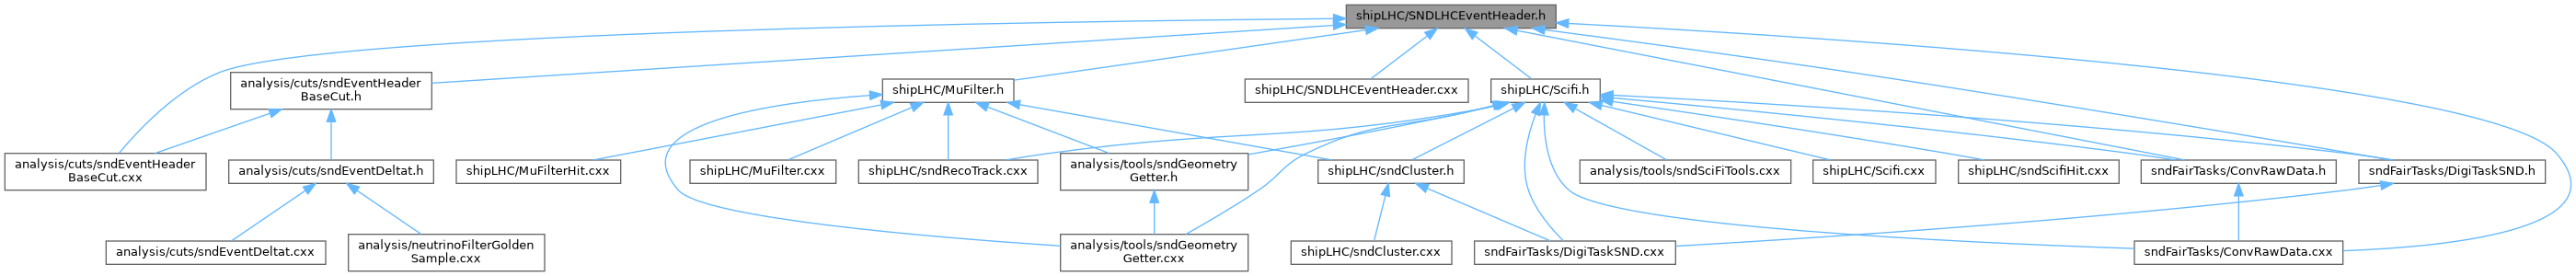 shipLHC/SNDLHCEventHeader.h
analysis/cuts/sndEventHeader
BaseCut.h
shipLHC/MuFilter.h
shipLHC/SNDLHCEventHeader.cxx
shipLHC/Scifi.h
analysis/cuts/sndEventHeader
BaseCut.cxx
analysis/cuts/sndEventDeltat.h
shipLHC/MuFilterHit.cxx
shipLHC/MuFilter.cxx
shipLHC/sndRecoTrack.cxx
analysis/tools/sndGeometry
Getter.h
shipLHC/sndCluster.h
analysis/tools/sndSciFiTools.cxx
shipLHC/Scifi.cxx
shipLHC/sndScifiHit.cxx
sndFairTasks/ConvRawData.h
sndFairTasks/DigiTaskSND.h
analysis/cuts/sndEventDeltat.cxx
analysis/neutrinoFilterGolden
Sample.cxx
analysis/tools/sndGeometry
Getter.cxx
shipLHC/sndCluster.cxx
sndFairTasks/DigiTaskSND.cxx
sndFairTasks/ConvRawData.cxx